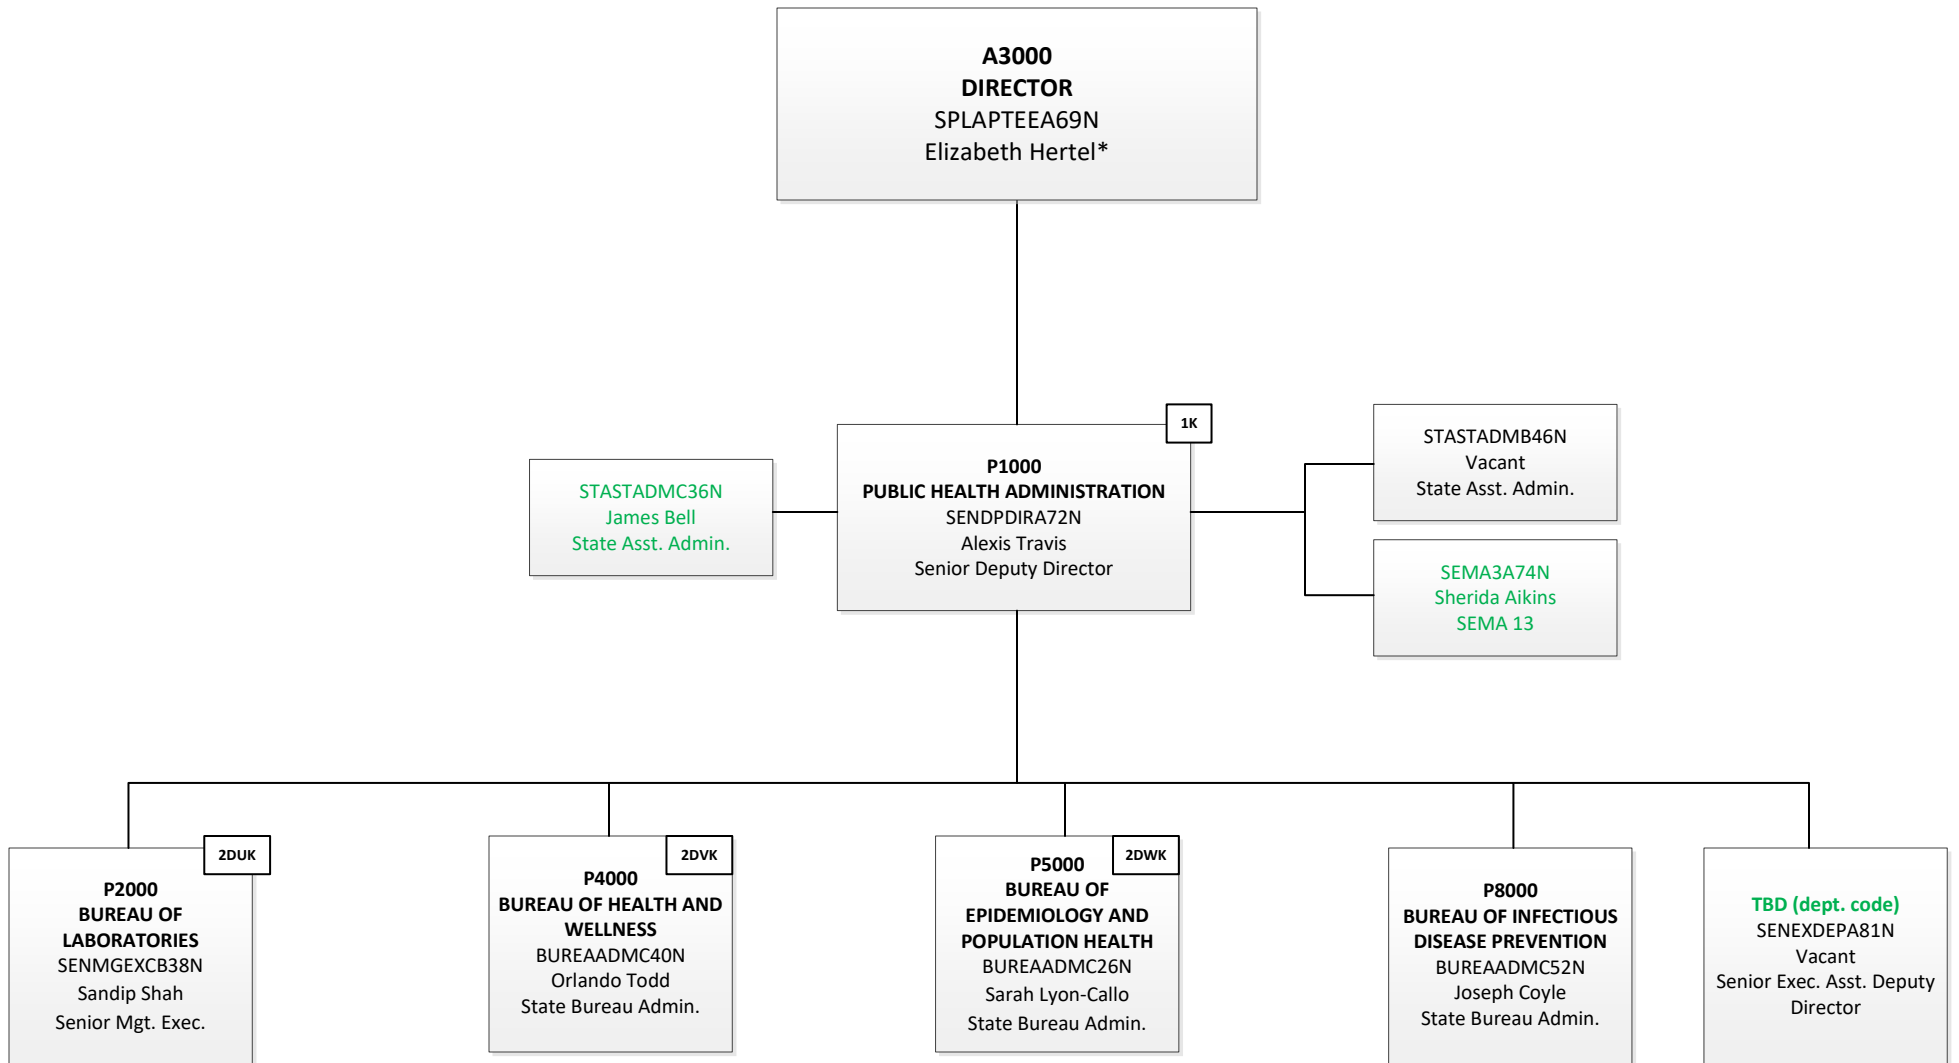 A3000
DIRECTOR
SPLAPTEEA69N
Elizabeth Hertel*
1K
P1000
PUBLIC HEALTH ADMINISTRATION
SENDPDIRA72N
Alexis Travis
Senior Deputy Director
STASTADMC36N
James Bell
State Asst. Admin.
STASTADMB46N
Vacant
State Asst. Admin.
SEMA3A74N
Sherida Aikins
SEMA 13
2DUK
P2000
BUREAU OF
LABORATORIES
SENMGEXCB38N
Sandip Shah
Senior Mgt. Exec.
2DVK
P4000
BUREAU OF HEALTH AND
WELLNESS
BUREAADMC40N
Orlando Todd
State Bureau Admin.
2DWK
P5000
BUREAU OF
EPIDEMIOLOGY AND
POPULATION HEALTH
BUREAADMC26N
Sarah Lyon-Callo
State Bureau Admin.
P8000
BUREAU OF INFECTIOUS
DISEASE PREVENTION
BUREAADMC52N
Joseph Coyle
State Bureau Admin.
TBD (dept. code)
SENEXDEPA81N
Vacant
Senior Exec. Asst. Deputy
Director